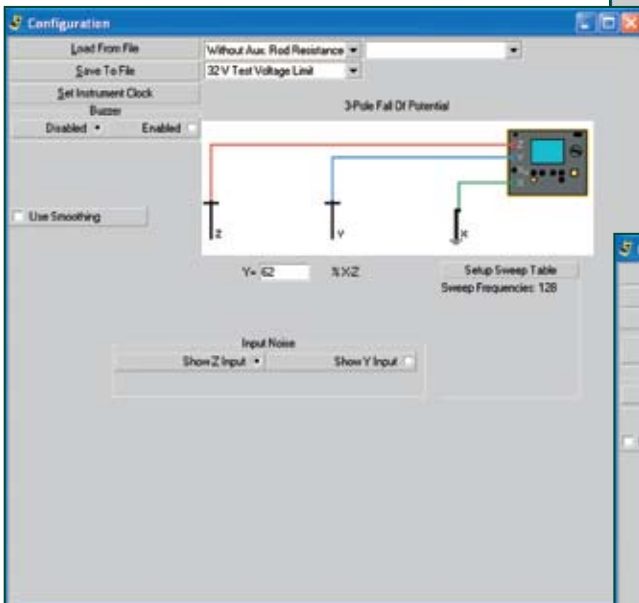 Configuration
Load From File
Without Aux. Rod Resistance
Save To File
32 V Test Voltage Limit
Set Instrument Clock
Buzzer
Disabled Enabled
3-Pole Fall Of Potential
Use Smoothing
Z Y X
Y= 62 % X-Z
Setup Sweep Table
Sweep Frequencies: 128
Input Noise
Show Z Input Show Y Input